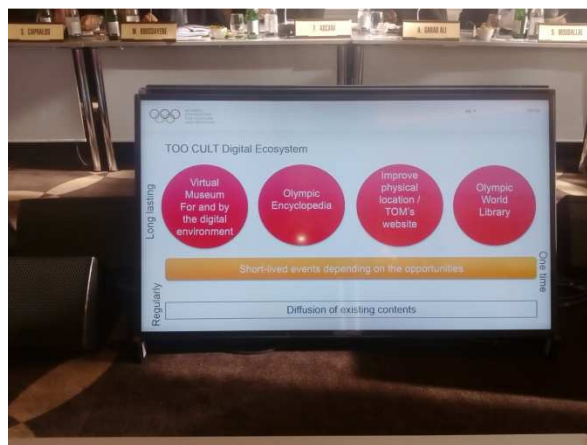 S. CAPRALOS
F. ASCANI
TOO CULT Digital Ecosystem
Long lasting
Virtual
Museum
For and by
the digital
environment
Olympic
Encyclopedia
Improve
physical
location /
TOM's
website
Olympic
World
Library
Short-lived events depending on the opportunities
One time
Regularly
Diffusion of existing contents